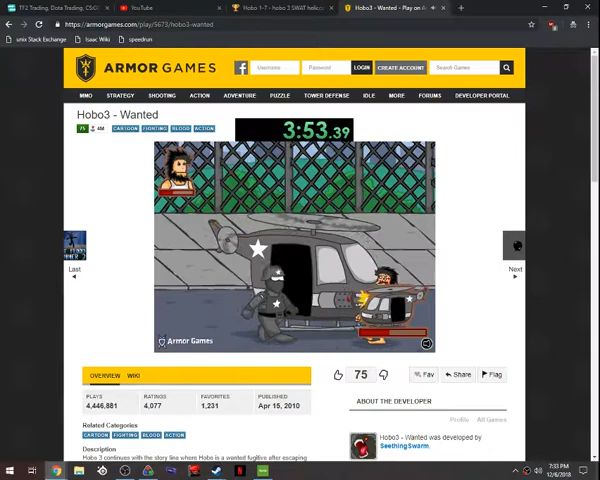 TF2 Trading, Dota Trading, CS:GO
YouTube
Hobo 1-7 - hobo 3 SWAT helico
Hobo3 - Wanted - Play on A
https://armorgames.com/play/5673/hobo3-wanted
unix Stack Exchange
Isaac Wiki
speedrun
ARMOR GAMES
Username
Password
LOGIN
CREATE ACCOUNT
Search Games
MMO
STRATEGY
SHOOTING
ACTION
ADVENTURE
PUZZLE
TOWER DEFENSE
IDLE
MORE
FORUMS
DEVELOPER PORTAL
Hobo3 - Wanted
75
CARTOON
FIGHTING
BLOOD
ACTION
3:53.39
Last
Next
Armor Games
OVERVIEW
WIKI
75
Fav
Share
Flag
PLAYS
RATINGS
FAVORITES
PUBLISHED
4,446,881
4,077
1,231
Apr 15, 2010
ABOUT THE DEVELOPER
Profile
All Games
Related Categories
CARTOON
FIGHTING
BLOOD
ACTION
Hobo3 - Wanted was developed by
SeethingSwarm.
Description
Hobo 3 continues with the story line where Hobo is a wanted fugitive after escaping
7:33 PM
12/6/2018